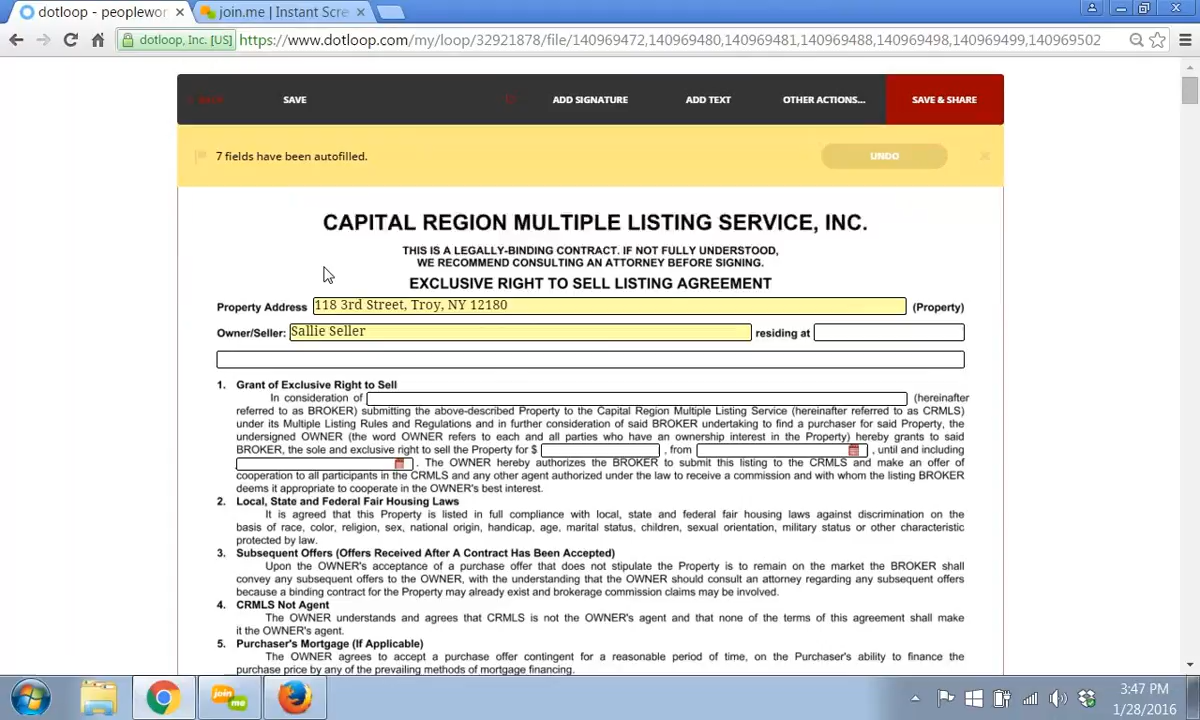 dotloop - peoplewor
join.me | Instant Scre
dotloop, Inc. [US] https://www.dotloop.com/my/loop/32921878/file/140969472,140969480,140969481,140969488,140969498,140969499,140969502
BACK SAVE ADD SIGNATURE ADD TEXT OTHER ACTIONS... SAVE & SHARE
7 fields have been autofilled. UNDO
CAPITAL REGION MULTIPLE LISTING SERVICE, INC.
THIS IS A LEGALLY-BINDING CONTRACT. IF NOT FULLY UNDERSTOOD,
WE RECOMMEND CONSULTING AN ATTORNEY BEFORE SIGNING.
EXCLUSIVE RIGHT TO SELL LISTING AGREEMENT
Property Address 118 3rd Street, Troy, NY 12180 (Property)
Owner/Seller: Sallie Seller residing at
1. Grant of Exclusive Right to Sell
In consideration of (hereinafter
referred to as BROKER) submitting the above-described Property to the Capital Region Multiple Listing Service (hereinafter referred to as CRMLS)
under its Multiple Listing Rules and Regulations and in further consideration of said BROKER undertaking to find a purchaser for said Property, the
undersigned OWNER (the word OWNER refers to each and all parties who have an ownership interest in the Property) hereby grants to said
BROKER, the sole and exclusive right to sell the Property for $ , from , until and including
. The OWNER hereby authorizes the BROKER to submit this listing to the CRMLS and make an offer of
cooperation to all participants in the CRMLS and any other agent authorized under the law to receive a commission and with whom the listing BROKER
deems it appropriate to cooperate in the OWNER's best interest.
2. Local, State and Federal Fair Housing Laws
It is agreed that this Property is listed in full compliance with local, state and federal fair housing laws against discrimination on the
basis of race, color, religion, sex, national origin, handicap, age, marital status, children, sexual orientation, military status or other characteristic
protected by law.
3. Subsequent Offers (Offers Received After A Contract Has Been Accepted)
Upon the OWNER's acceptance of a purchase offer that does not stipulate the Property is to remain on the market the BROKER shall
convey any subsequent offers to the OWNER, with the understanding that the OWNER should consult an attorney regarding any subsequent offers
because a binding contract for the Property may already exist and brokerage commission claims may be involved.
4. CRMLS Not Agent
The OWNER understands and agrees that CRMLS is not the OWNER's agent and that none of the terms of this agreement shall make
it the OWNER's agent.
5. Purchaser's Mortgage (If Applicable)
The OWNER agrees to accept a purchase offer contingent for a reasonable period of time, on the Purchaser's ability to finance the
purchase price by any of the prevailing methods of mortgage financing.
join me
3:47 PM
1/28/2016